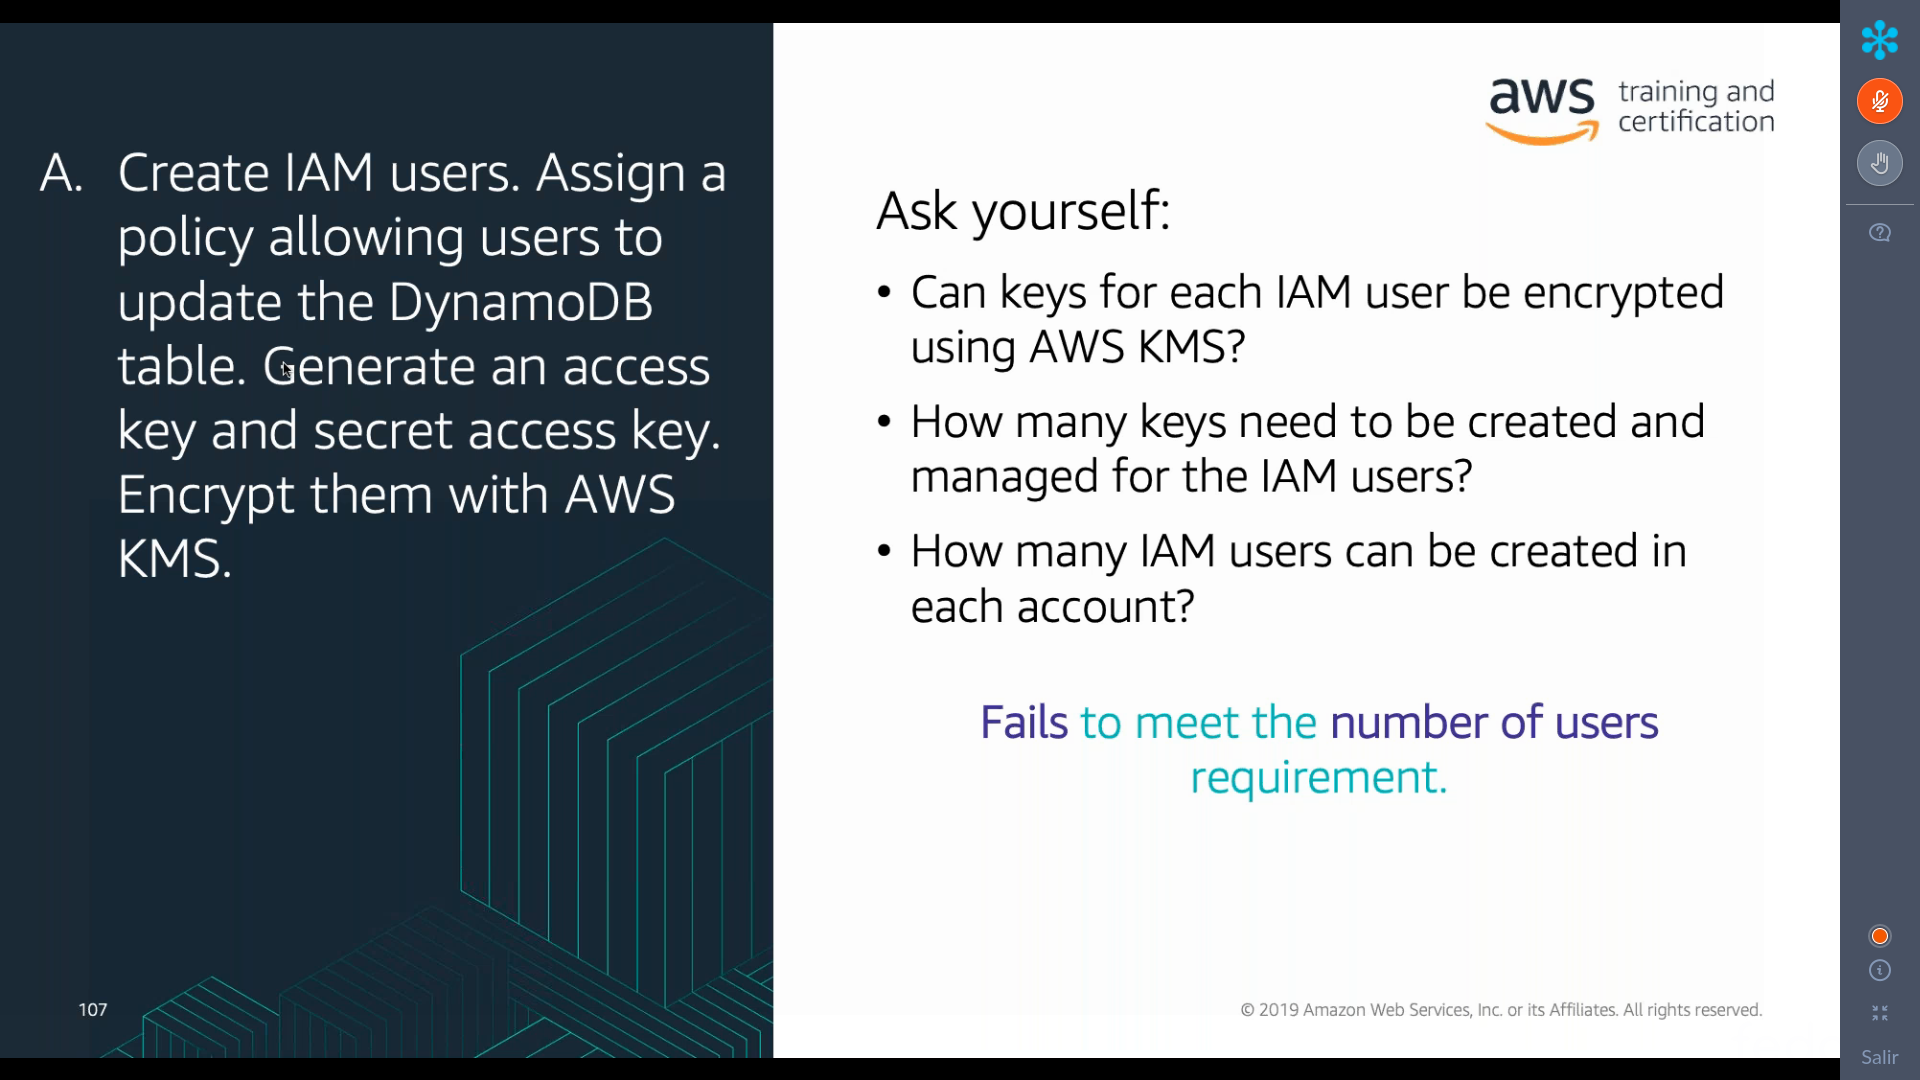 A. Create IAM users. Assign a
policy allowing users to
update the DynamoDB
table. Generate an access
key and secret access key.
Encrypt them with AWS
KMS.
107
aws training and
certification
Ask yourself:
• Can keys for each IAM user be encrypted
using AWS KMS?
• How many keys need to be created and
managed for the IAM users?
• How many IAM users can be created in
each account?
Fails to meet the number of users
requirement.
© 2019 Amazon Web Services, Inc. or its Affiliates. All rights reserved.
Salir